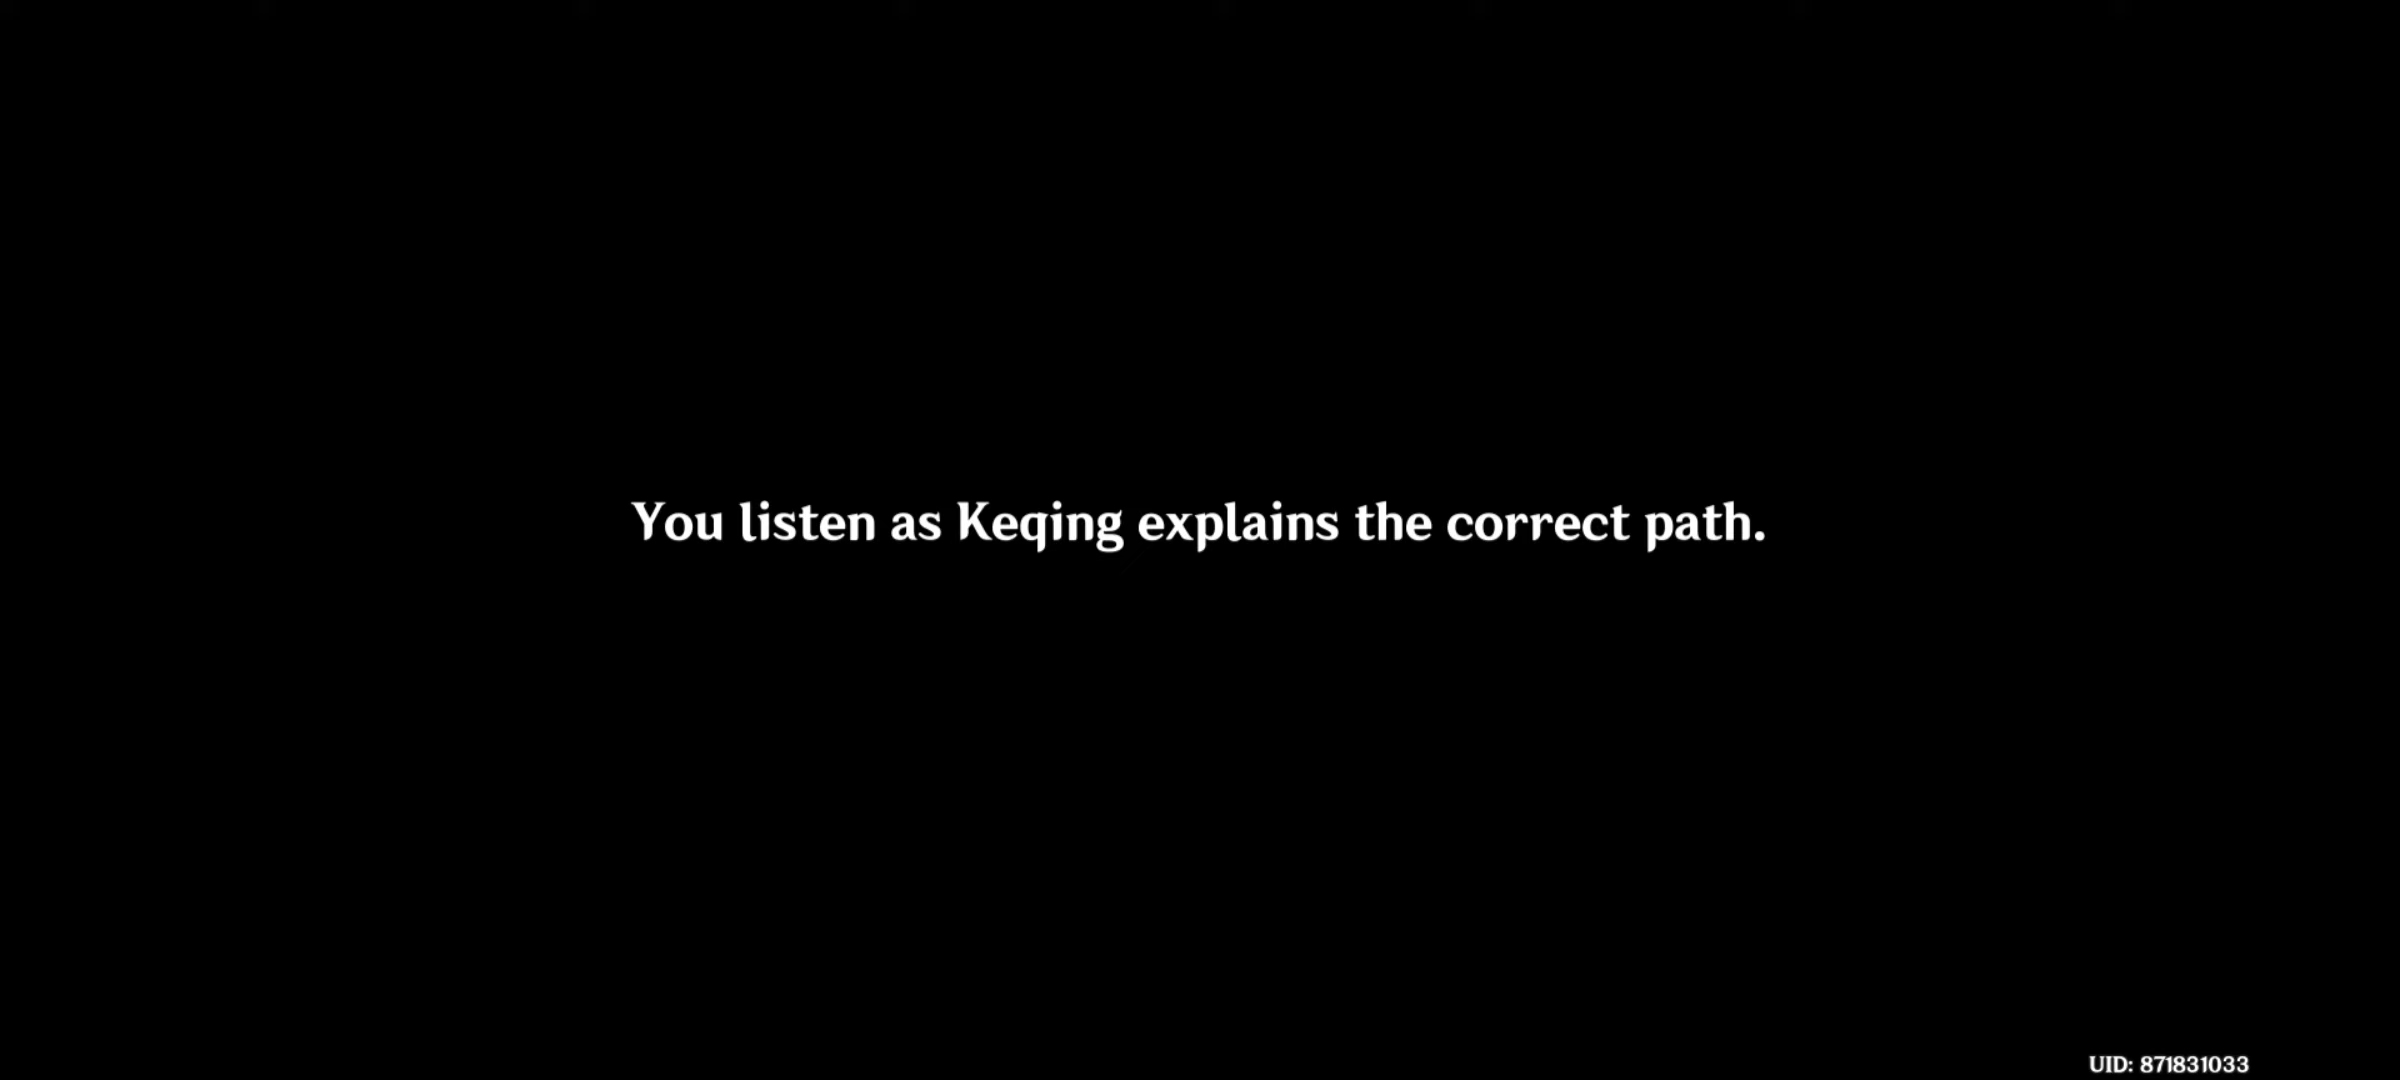 You listen as Keqing explains the correct path.
UID: 871831033